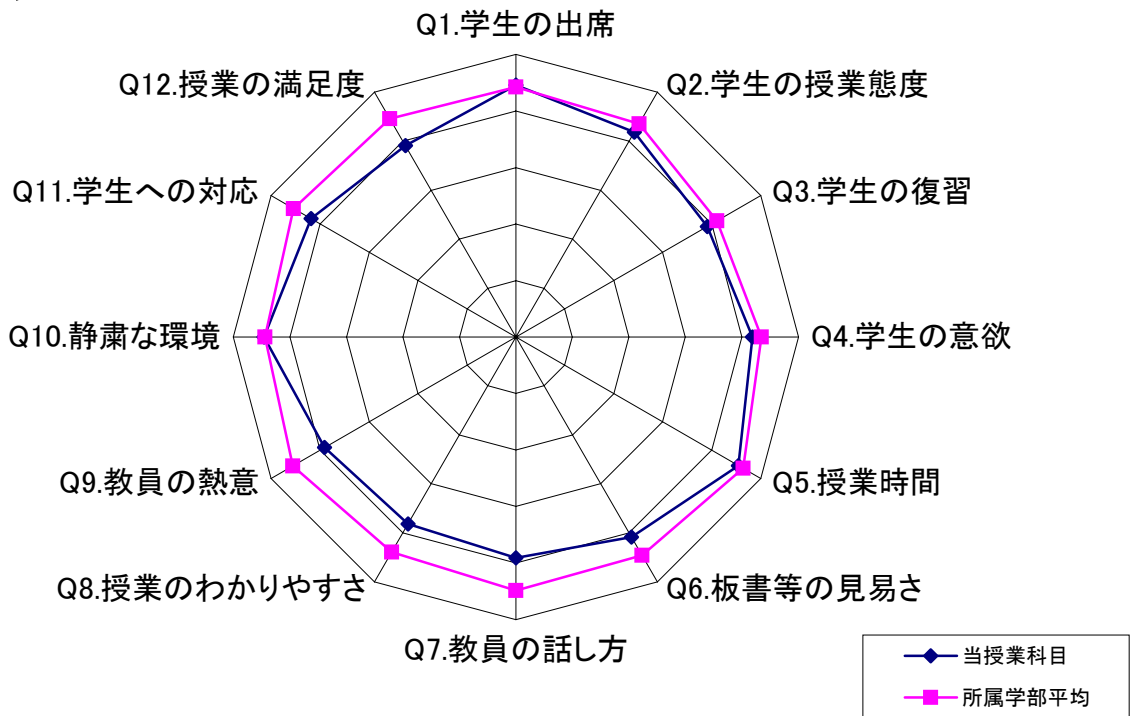 Q1.学生の出席
Q2.学生の授業態度
Q3.学生の復習
Q4.学生の意欲
Q5.授業時間
Q6.板書等の見易さ
Q7.教員の話し方
Q8.授業のわかりやすさ
Q9.教員の熱意
Q10.静粛な環境
Q11.学生への対応
Q12.授業の満足度
当授業科目
所属学部平均